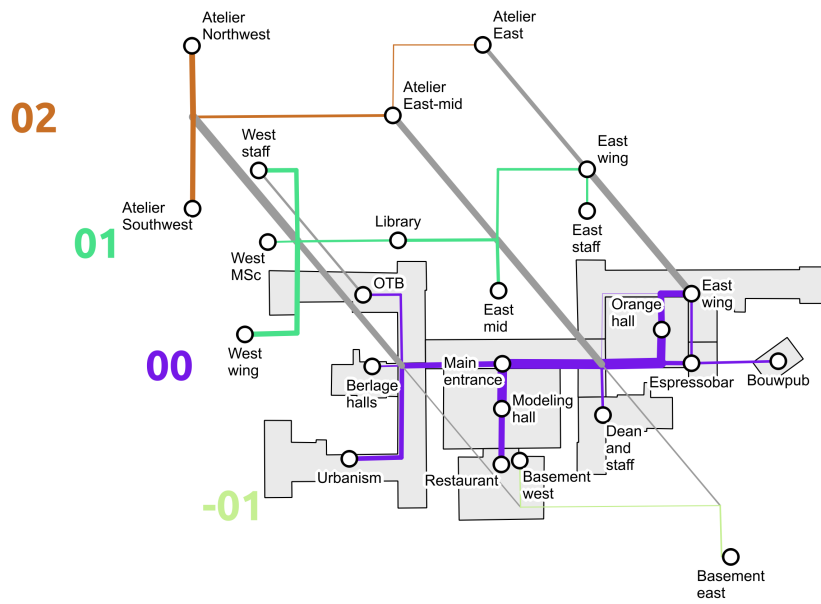 Atelier
Northwest
Atelier
East
02
Atelier
East-mid
West
staff
East
wing
Atelier
Southwest
01
Library
East
staff
West
MSc
OTB
East
mid
East
wing
Orange
hall
West
wing
00
Main
entrance
Berlage
halls
Espressobar
Bouwpub
Modeling
hall
Dean
and
staff
Urbanism
Restaurant
Basement
west
-01
Basement
east